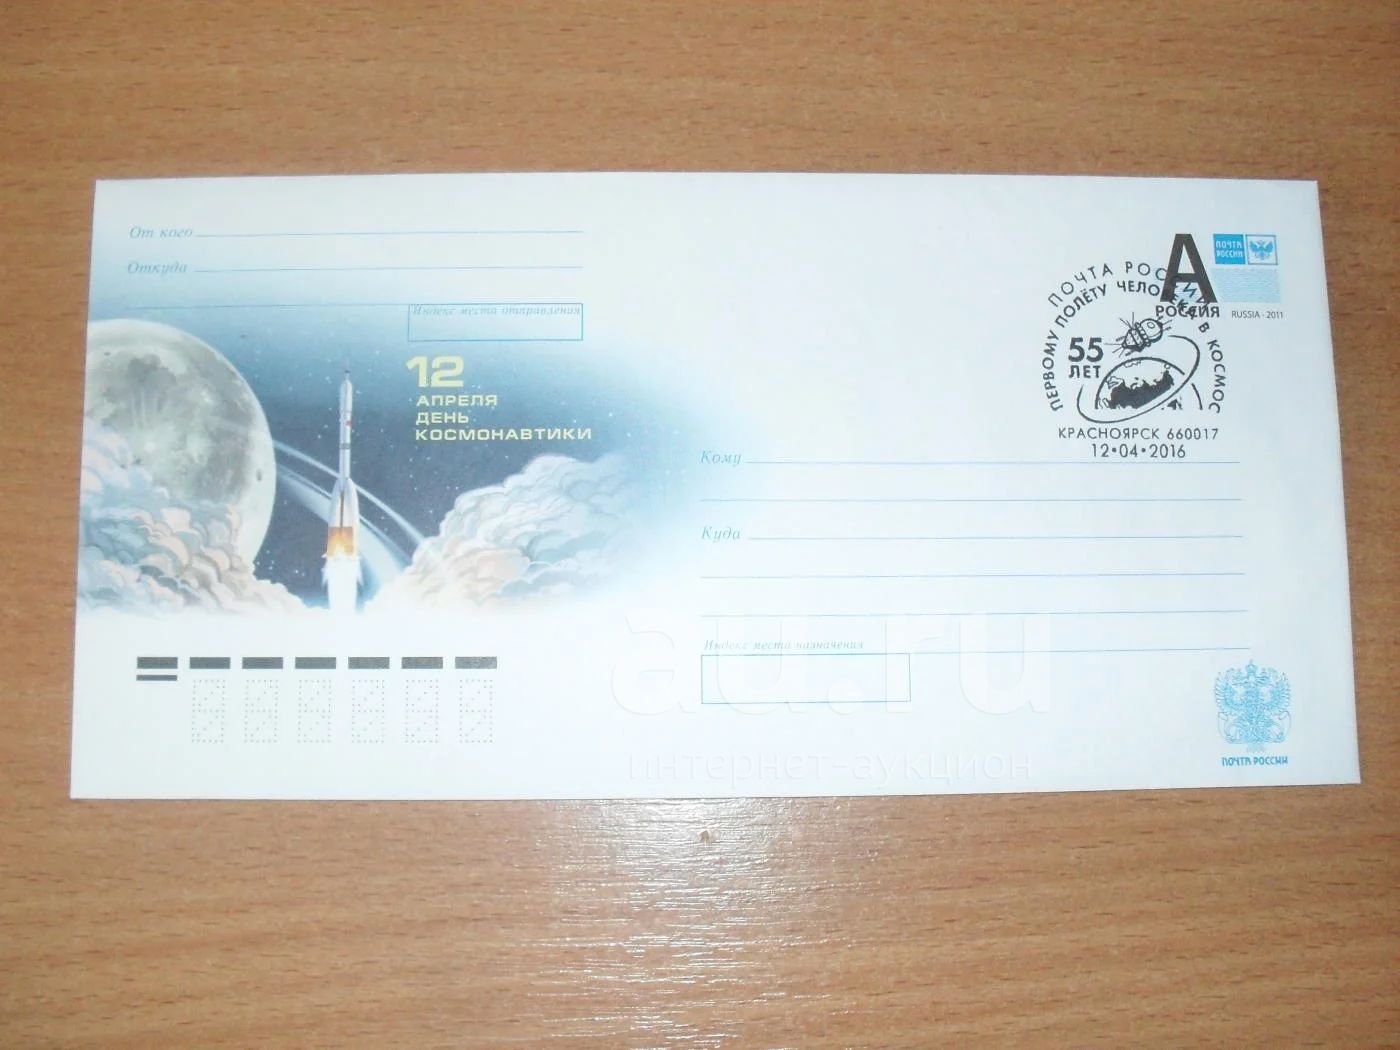 От кого
Откуда
Индекс места отправления
12
АПРЕЛЯ
ДЕНЬ
КОСМОНАВТИКИ
А
ПОЧТА
РОССИИ
РОССИЯ
RUSSIA - 2011
ПОЧТА РОССИИ
ПЕРВОМУ ПОЛЁТУ ЧЕЛОВЕКА В КОСМОС
55
ЛЕТ
КРАСНОЯРСК 660017
12•04•2016
Кому
Куда
Индекс места назначения
ПОЧТА РОССИИ
au.ru
интернет-аукцион